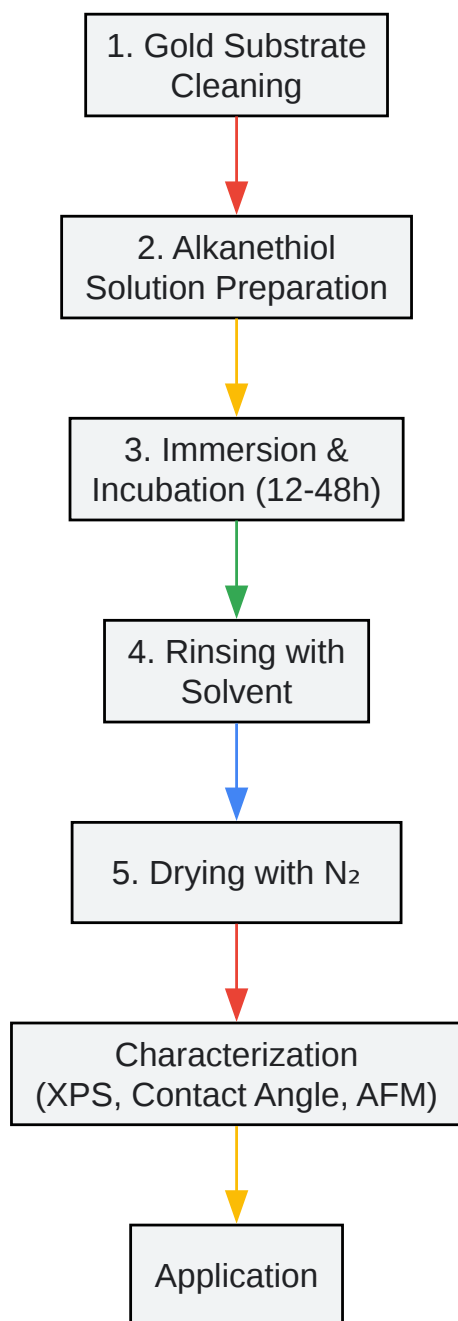 1. Gold Substrate
Cleaning
2. Alkanethiol
Solution Preparation
3. Immersion &
Incubation (12-48h)
4. Rinsing with
Solvent
5. Drying with N₂
Characterization
(XPS, Contact Angle, AFM)
Application